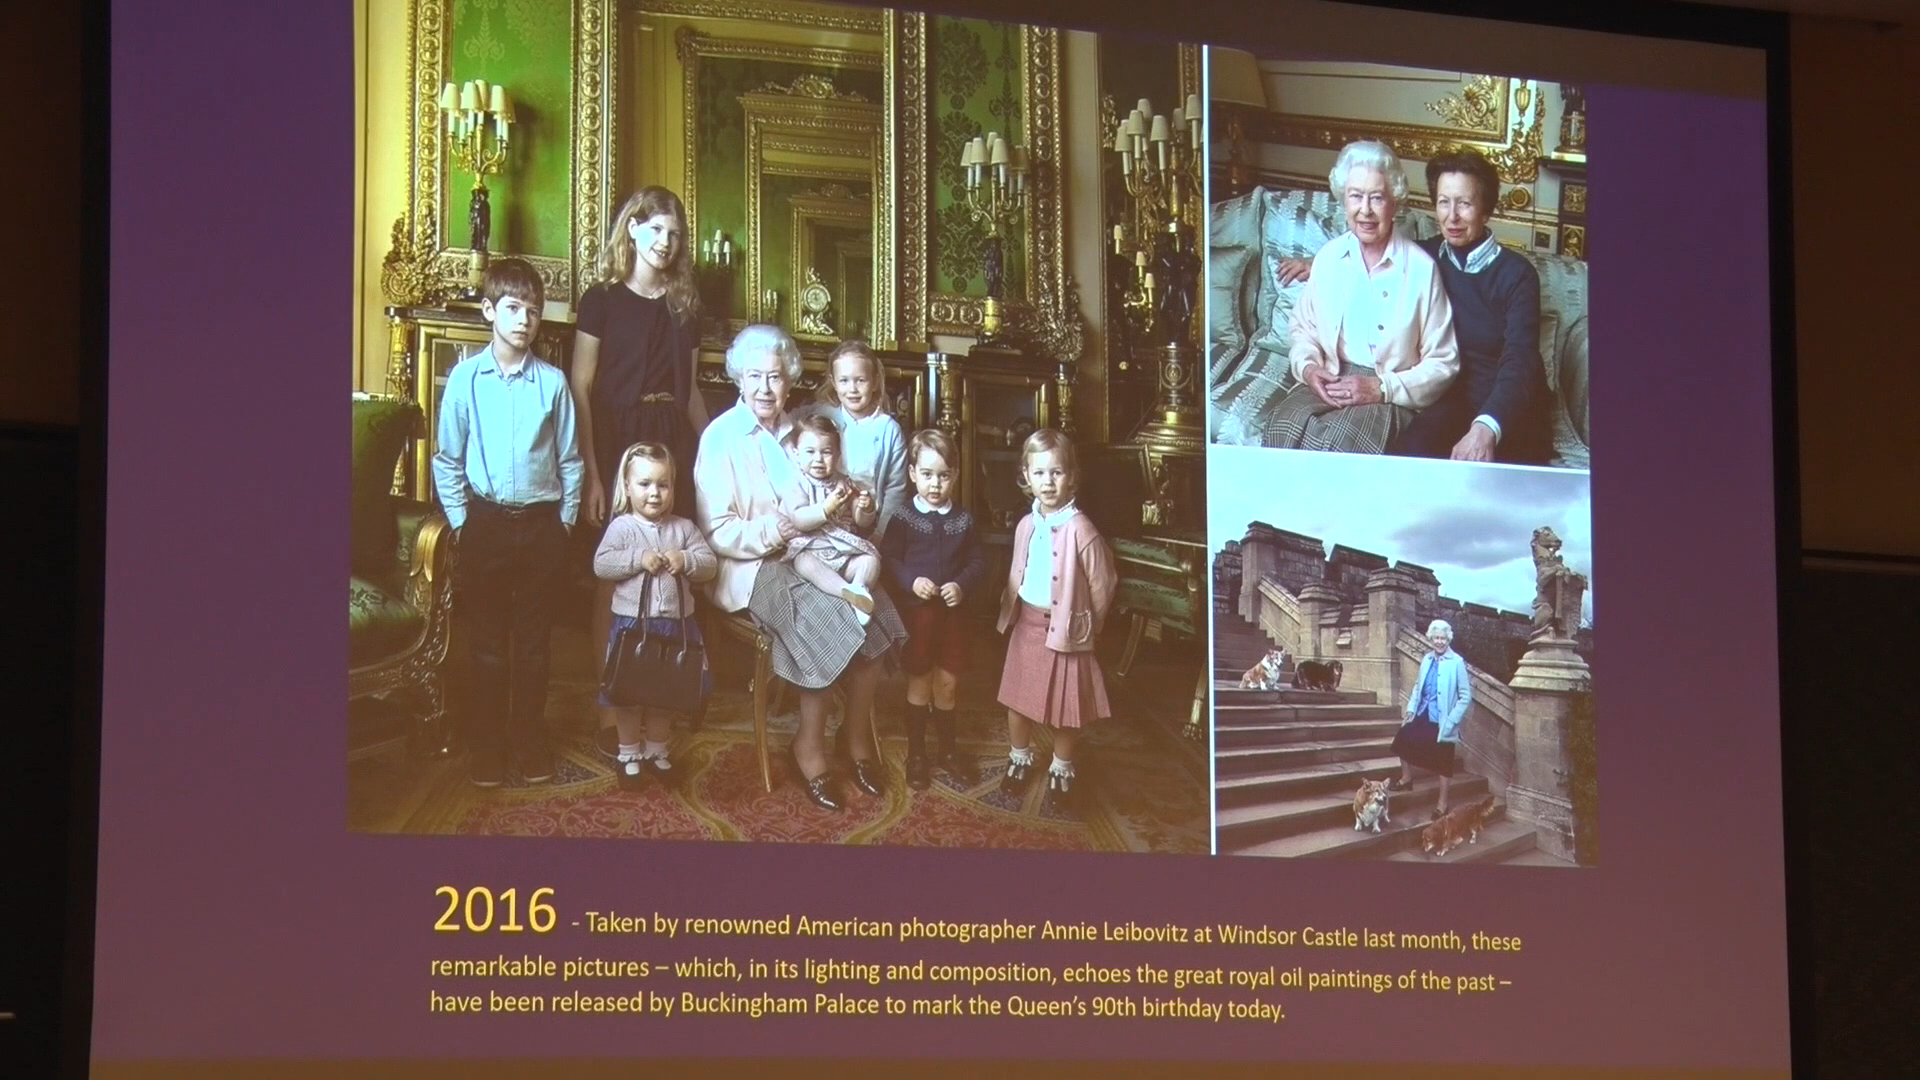 2016 - Taken by renowned American photographer Annie Leibovitz at Windsor Castle last month, these
remarkable pictures – which, in its lighting and composition, echoes the great royal oil paintings of the past –
have been released by Buckingham Palace to mark the Queen’s 90th birthday today.